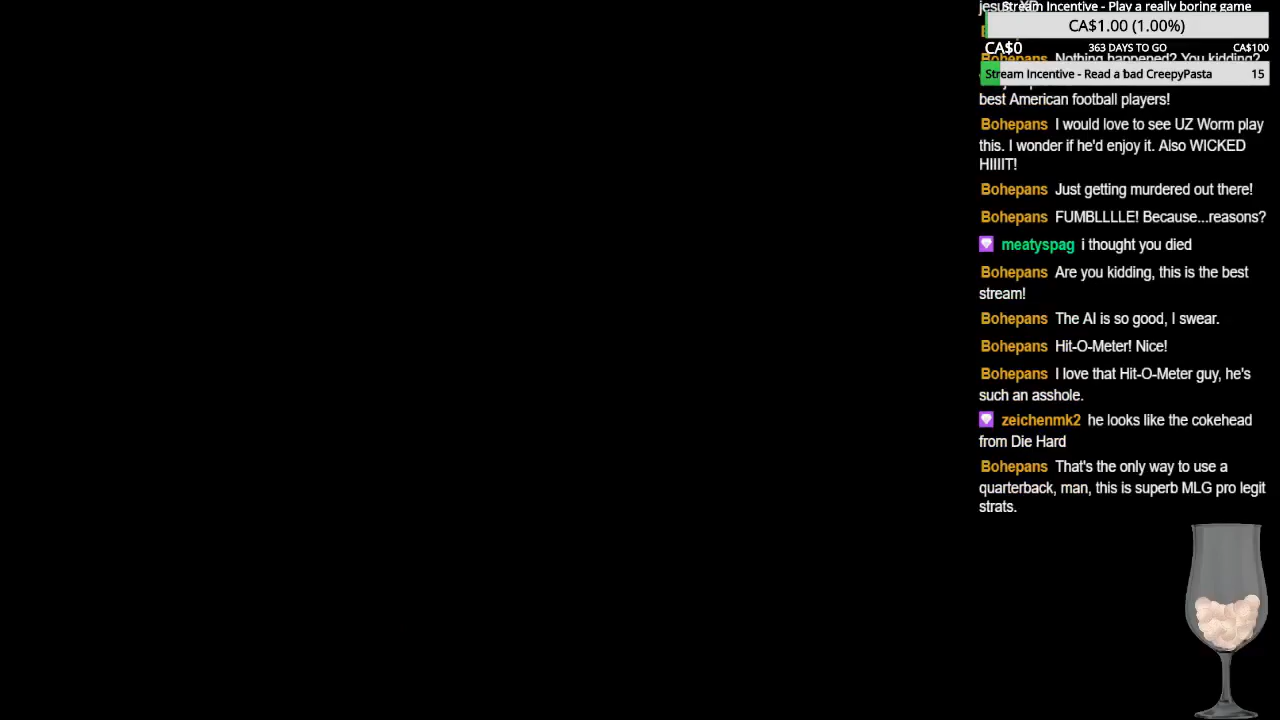 Stream Incentive - Play a really boring game
CA$1.00 (1.00%)
CA$0 363 DAYS TO GO CA$100
Bohepans Nothing happened? You kidding?
Stream Incentive - Read a bad CreepyPasta 15
best American football players!
Bohepans I would love to see UZ Worm play
this. I wonder if he'd enjoy it. Also WICKED
HIIIIT!
Bohepans Just getting murdered out there!
Bohepans FUMBLLLLE! Because...reasons?
meatyspag i thought you died
Bohepans Are you kidding, this is the best
stream!
Bohepans The AI is so good, I swear.
Bohepans Hit-O-Meter! Nice!
Bohepans I love that Hit-O-Meter guy, he's
such an asshole.
zeichenmk2 he looks like the cokehead
from Die Hard
Bohepans That's the only way to use a
quarterback, man, this is superb MLG pro legit
strats.